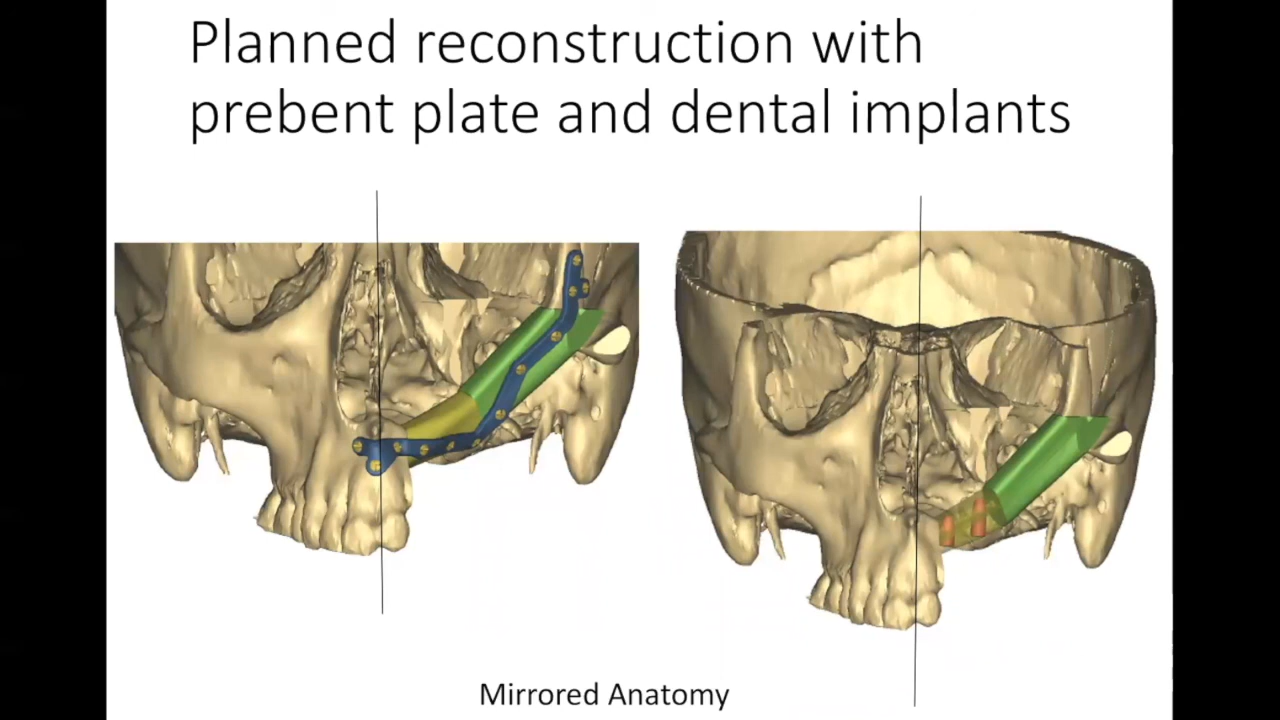 Planned reconstruction with
prebent plate and dental implants
Mirrored Anatomy